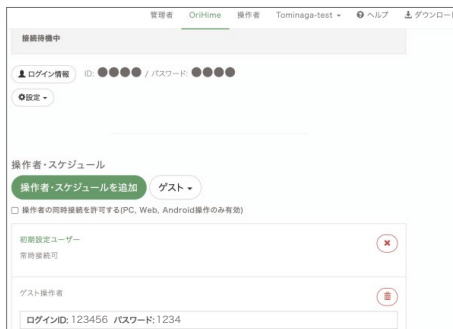 管理者 OriHime 操作者 Tominaga-test ヘルプ ダウンロード
接続待機中
ログイン情報 ID: ●●●● / パスワード: ●●●●
設定
操作者・スケジュール
操作者・スケジュールを追加 ゲスト
操作者の同時接続を許可する(PC, Web, Android操作のみ有効)
初期設定ユーザー
常時接続可
ゲスト操作者
ログインID: 123456 パスワード: 1234